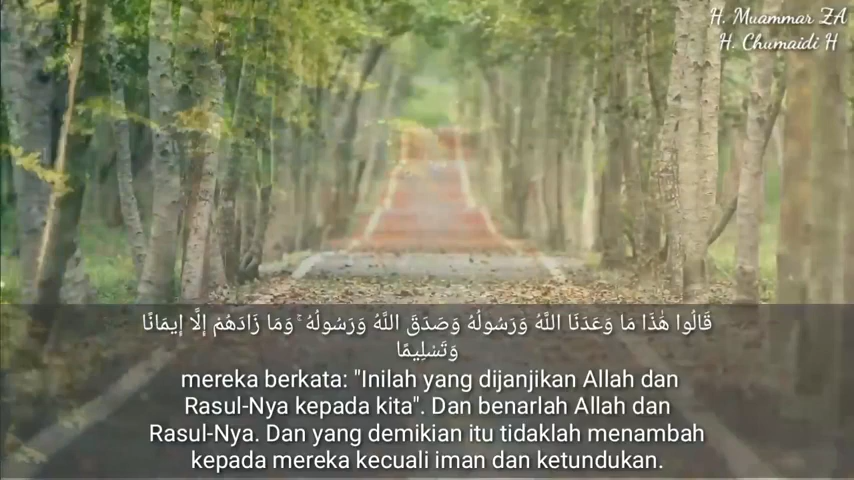 H. Muammar ZA
H. Chumaidi H
قَالُوا هَٰذَا مَا وَعَدَنَا اللَّهُ وَرَسُولُهُ وَصَدَقَ اللَّهُ وَرَسُولُهُ ۚ وَمَا زَادَهُمْ إِلَّا إِيمَانًا
وَتَسْلِيمًا
mereka berkata: "Inilah yang dijanjikan Allah dan
Rasul-Nya kepada kita". Dan benarlah Allah dan
Rasul-Nya. Dan yang demikian itu tidaklah menambah
kepada mereka kecuali iman dan ketundukan.